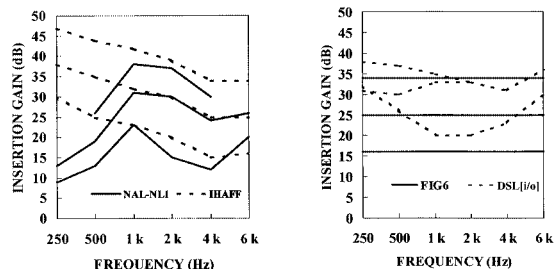 50
45
40
35
30
25
20
15
10
5
0
INSERTION GAIN (dB)
NAL-NL1 IHAFF
250 500 1 k 2 k 4 k 6 k
FREQUENCY (Hz)
50
45
40
35
30
25
20
15
10
5
0
INSERTION GAIN (dB)
FIG6 DSL[i/o]
250 500 1 k 2 k 4 k 6 k
FREQUENCY (Hz)